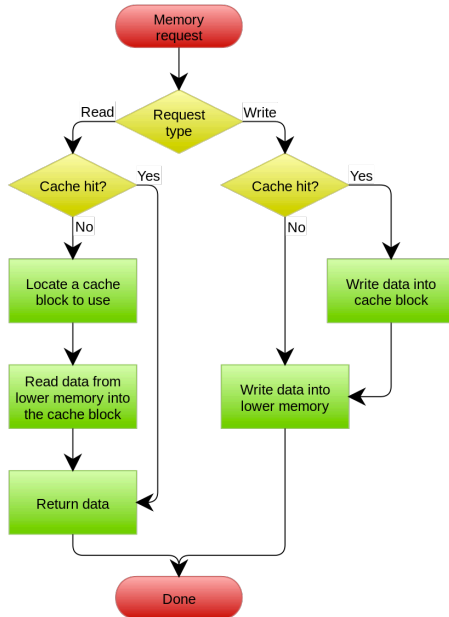 Memory
request
Request
type
Read
Write
Cache hit?
Yes
No
Cache hit?
Yes
No
Locate a cache
block to use
Write data into
cache block
Read data from
lower memory into
the cache block
Write data into
lower memory
Return data
Done